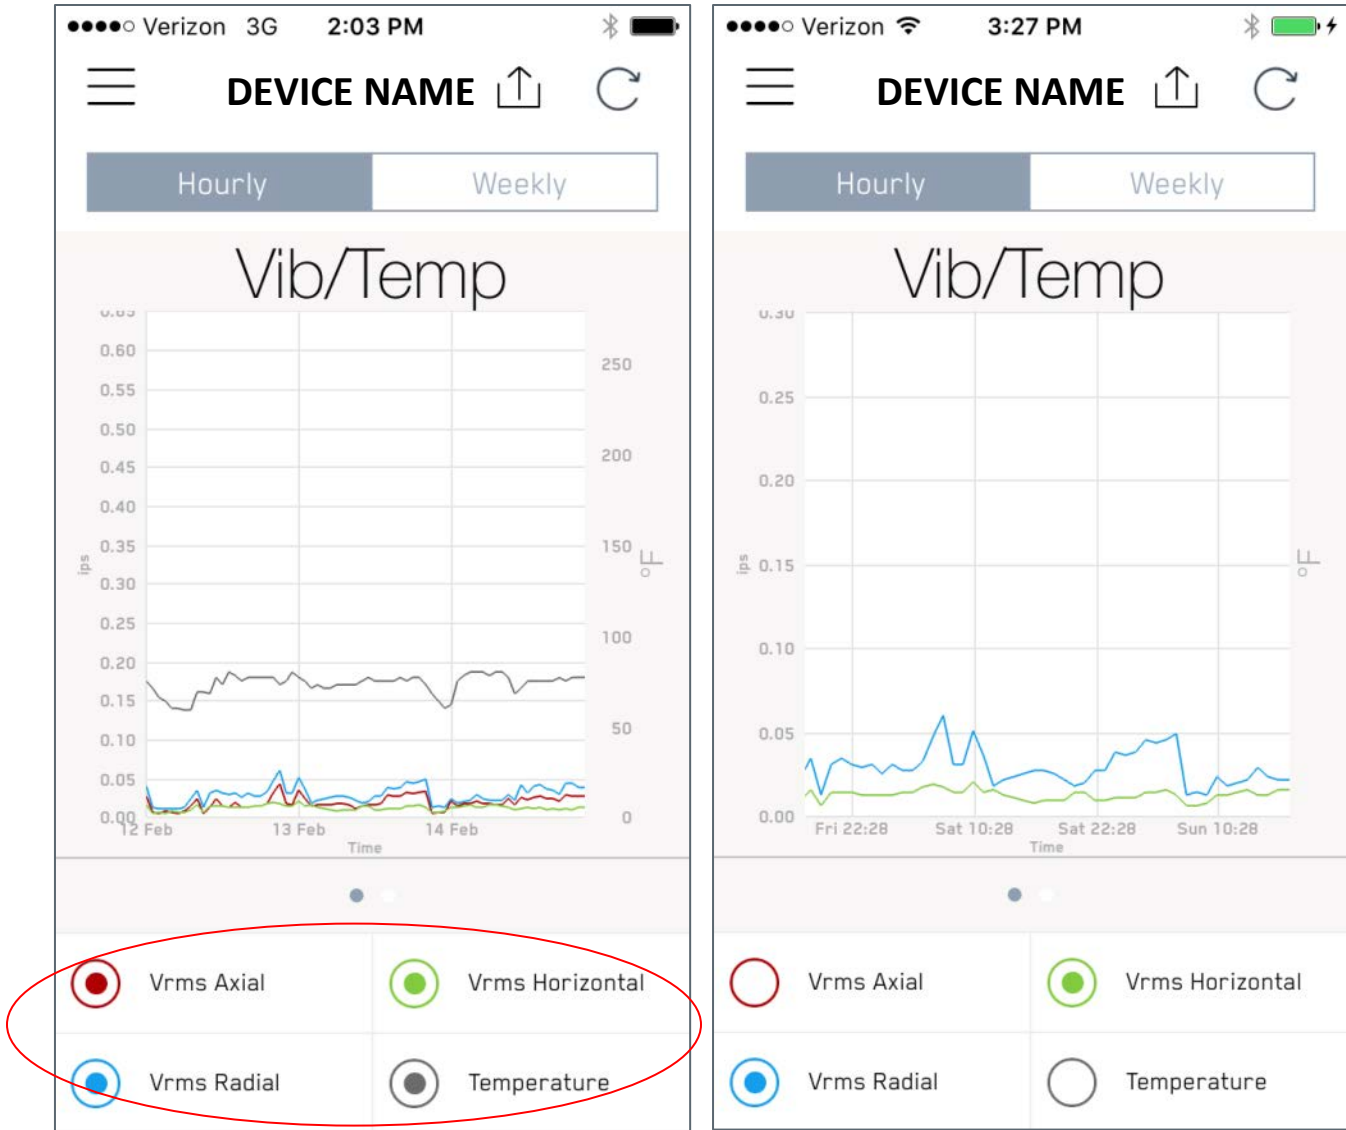 Verizon 3G 2:03 PM
DEVICE NAME
Hourly Weekly
Vib/Temp
0.65
0.60
250
0.55
0.50
200
0.45
0.40
0.35
150
ips
°F
0.30
0.25
100
0.20
0.15
50
0.10
0.05
0.00
0
12 Feb 13 Feb 14 Feb
Time
Vrms Axial Vrms Horizontal
Vrms Radial Temperature
Verizon 3:27 PM
DEVICE NAME
Hourly Weekly
Vib/Temp
0.30
0.25
0.20
ips
0.15
°F
0.10
0.05
0.00
Fri 22:28 Sat 10:28 Sat 22:28 Sun 10:28
Time
Vrms Axial Vrms Horizontal
Vrms Radial Temperature